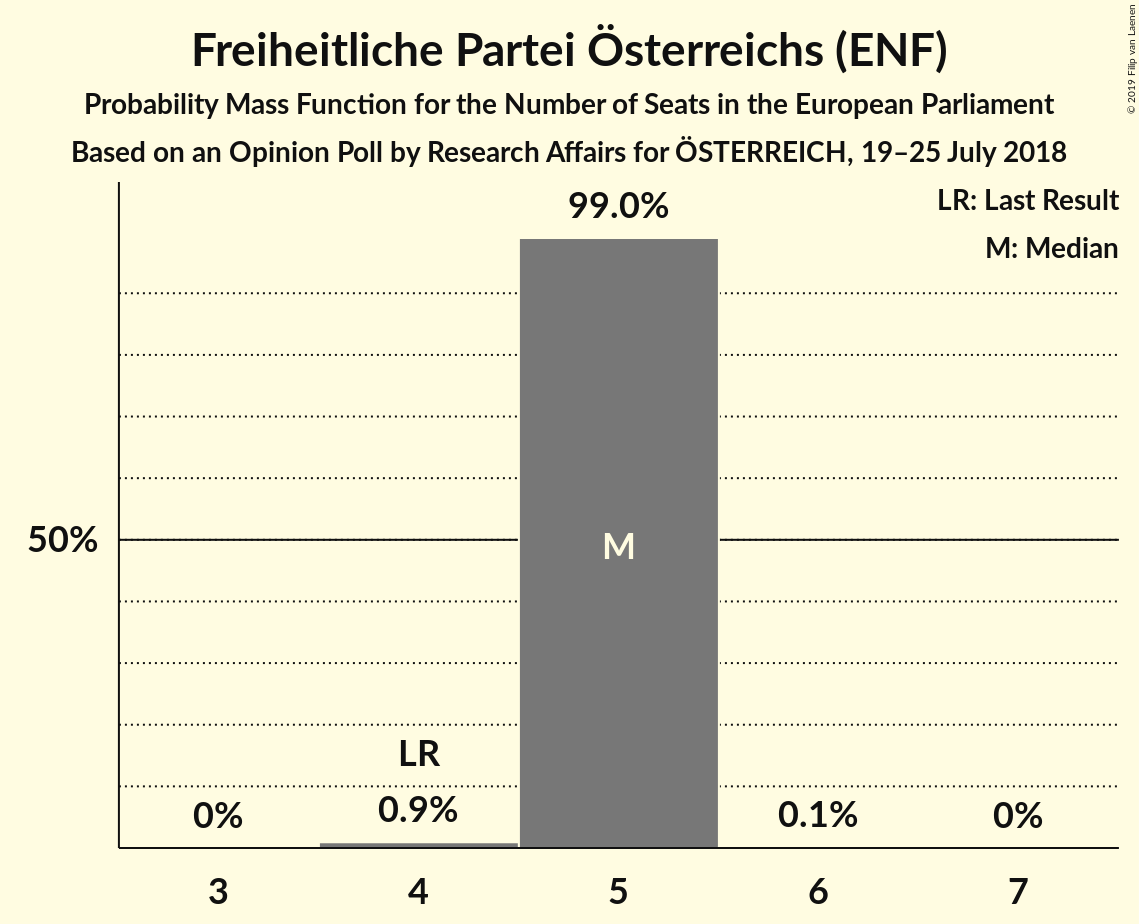 Freiheitliche Partei Österreichs (ENF)
Probability Mass Function for the Number of Seats in the European Parliament
Based on an Opinion Poll by Research Affairs for ÖSTERREICH, 19–25 July 2018
© 2019 Filip van Laenen
LR: Last Result
M: Median
99.0%
50%
M
LR
0% 0.9% 0.1% 0%
3 4 5 6 7